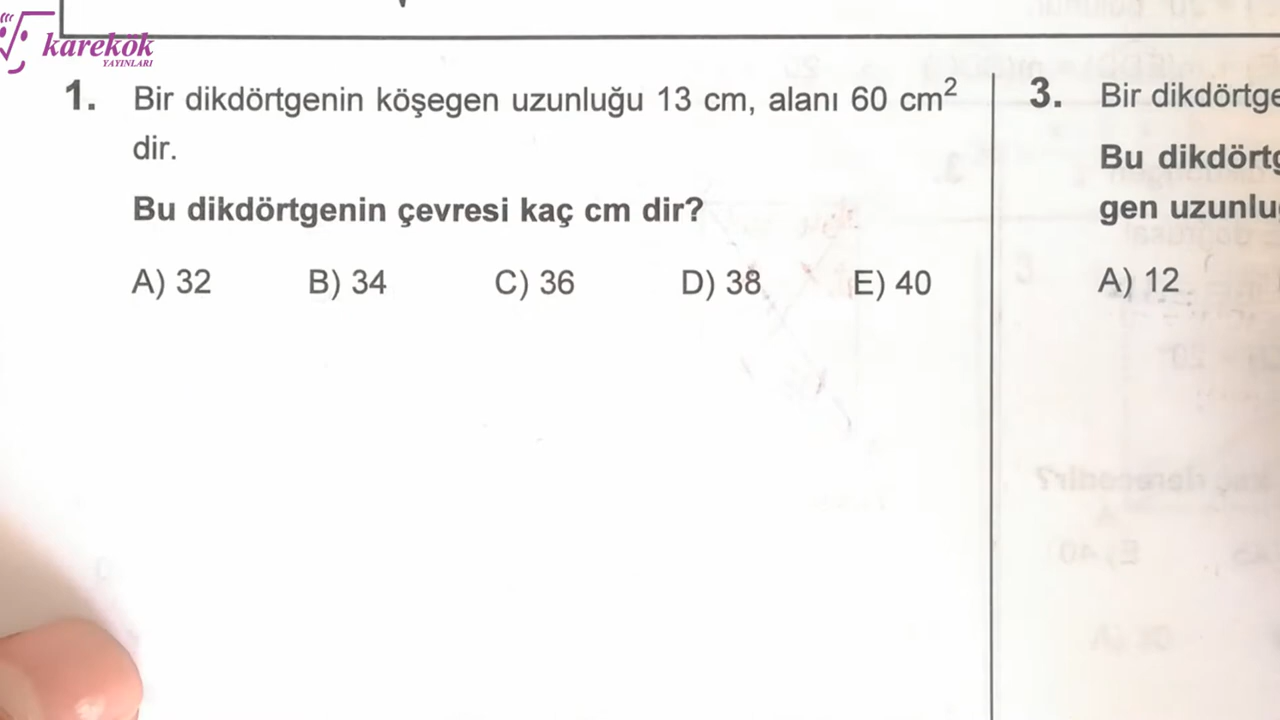 karekök
YAYINLARI
1. Bir dikdörtgenin köşegen uzunluğu 13 cm, alanı 60 cm²
dir.
Bu dikdörtgenin çevresi kaç cm dir?
A) 32 B) 34 C) 36 D) 38 E) 40
3. Bir dikdörtge
Bu dikdörtg
gen uzunlu
A) 12